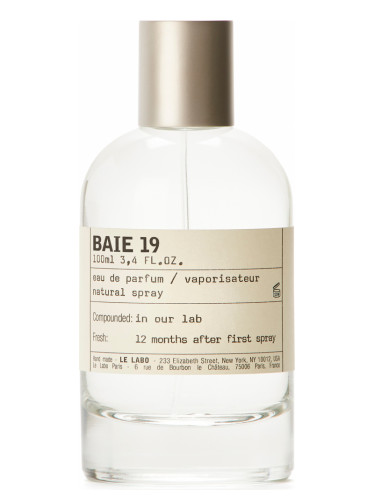 BAIE 19
100ml 3,4 FL.OZ.
eau de parfum / vaporisateur
natural spray
Compounded: in our lab
Fresh: 12 months after first spray
Hand made - LE LABO - 233 Elizabeth Street, New York, NY 10012, USA
Le Labo Paris - 6 rue de Bourbon le Château, 75006 Paris, France